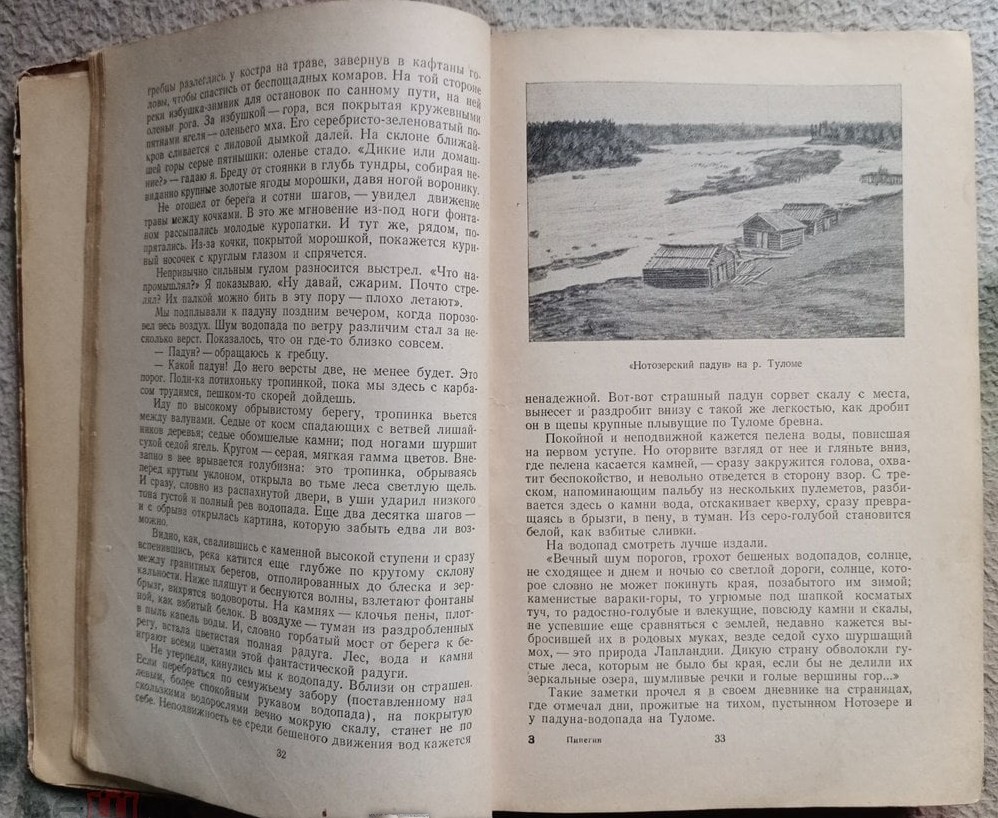 гребцы разлеглись у костра на траве, завернув в кафтаны го-
ловы, чтобы спастись от беспощадных комаров. На той стороне
реки избушка-зимник для остановок по санному пути, на ней
оленьи рога. За избушкой — гора, вся покрытая кружевными
пятнами ягеля — оленьего мха. Его серебристо-зеленоватый по-
кров сливается с лиловой дымкой далей. На склоне ближай-
шей горы серые пятнышки: оленье стадо. «Дикие или домаш-
ние?» — гадаю я. Бреду от стоянки в глубь тундры, собирая не-
виданно крупные золотые ягоды морошки, давя ногой воронику.
Не отошел от берега и сотни шагов, — увидел движение
травы между кочками. В это же мгновение из-под ноги фонта-
ном рассыпались молодые куропатки. И тут же, рядом, по-
прятались. Из-за кочки, покрытой морошкой, покажется кури-
ный носочек с круглым глазом и спрячется.
Непривычно сильным гулом разносится выстрел. «Что на-
промышлял?» Я показываю. «Ну давай, сжарим. Почто стре-
лял? Их палкой можно бить в эту пору — плохо летают».
Мы подплывали к падуну поздним вечером, когда порозо-
вел весь воздух. Шум водопада по ветру различим стал за не-
сколько верст. Показалось, что он где-то близко совсем.
— Падун? — обращаюсь к гребцу.
— Какой падун! До него версты две, не менее будет. Это
порог. Поди-ка потихоньку тропинкой, пока мы здесь с карба-
сом трудимся, пешком-то скорей дойдешь.
Иду по высокому обрывистому берегу, тропинка вьется
между валунами. Седые от косм спадающих с ветвей лишай-
ников деревья; седые обомшелые камни; под ногами шуршит
сухой седой ягель. Кругом — серая, мягкая гамма цветов. Вне-
запно в нее врывается голубизна: это тропинка, обрываясь
перед крутым уклоном, открыла во тьме леса светлую щель.
И сразу, словно из распахнутой двери, в уши ударил низкого
тона густой и полный рев водопада. Еще два десятка шагов —
и с обрыва открылась картина, которую забыть едва ли воз-
можно.
Видно, как, свалившись с каменной высокой ступени и сразу
вспенившись, река катится еще глубже по крутому склону
между гранитных берегов, отполированных до блеска и зер-
кальности. Ниже пляшут и беснуются волны, взлетают фонтаны
брызг, вихрятся водовороты. На камнях — клочья пены, плот-
ной, как взбитый белок. В воздухе — туман из раздробленных
в пыль капель воды. И, словно горбатый мост от берега к бе-
регу, встала цветистая полная радуга. Лес, вода и камни
играют всеми цветами этой фантастической радуги.
Не утерпели, кинулись мы к водопаду. Вблизи он страшен.
Если перебраться по семужьему забору (поставленному над
левым, более спокойным рукавом водопада), на покрытую
скользкими водорослями вечно мокрую скалу, станет не по
себе. Неподвижность ее среди бешеного движения вод кажется
32
«Нотозерский падун» на р. Туломе
ненадежной. Вот-вот страшный падун сорвет скалу с места,
вынесет и раздробит внизу с такой же легкостью, как дробит
он в щепы крупные плывущие по Туломе бревна.
Покойной и неподвижной кажется пелена воды, повисшая
на первом уступе. Но оторвите взгляд от нее и гляньте вниз,
где пелена касается камней, — сразу закружится голова, охва-
тит беспокойство, и невольно отведется в сторону взор. С тре-
ском, напоминающим пальбу из нескольких пулеметов, разби-
вается здесь о камни вода, отскакивает кверху, сразу превра-
щаясь в брызги, в пену, в туман. Из серо-голубой становится
белой, как взбитые сливки.
На водопад смотреть лучше издали.
«Вечный шум порогов, грохот бешеных водопадов, солнце,
не сходящее и днем и ночью со светлой дороги, солнце, кото-
рое словно не может покинуть края, позабытого им зимой;
каменистые вараки-горы, то угрюмые под шапкой косматых
туч, то радостно-голубые и влекущие, повсюду камни и скалы,
не успевшие еще сравняться с землей, недавно кажется вы-
бросившей их в родовых муках, везде седой сухо шуршащий
мох, — это природа Лапландии. Дикую страну обволокли гу-
стые леса, которым не было бы края, если бы не делили их
зеркальные озера, шумливые речки и голые вершины гор...»
Такие заметки прочел я в своем дневнике на страницах,
где отмечал дни, прожитые на тихом, пустынном Нотозере и
у падуна-водопада на Туломе.
3 Пинегин 33